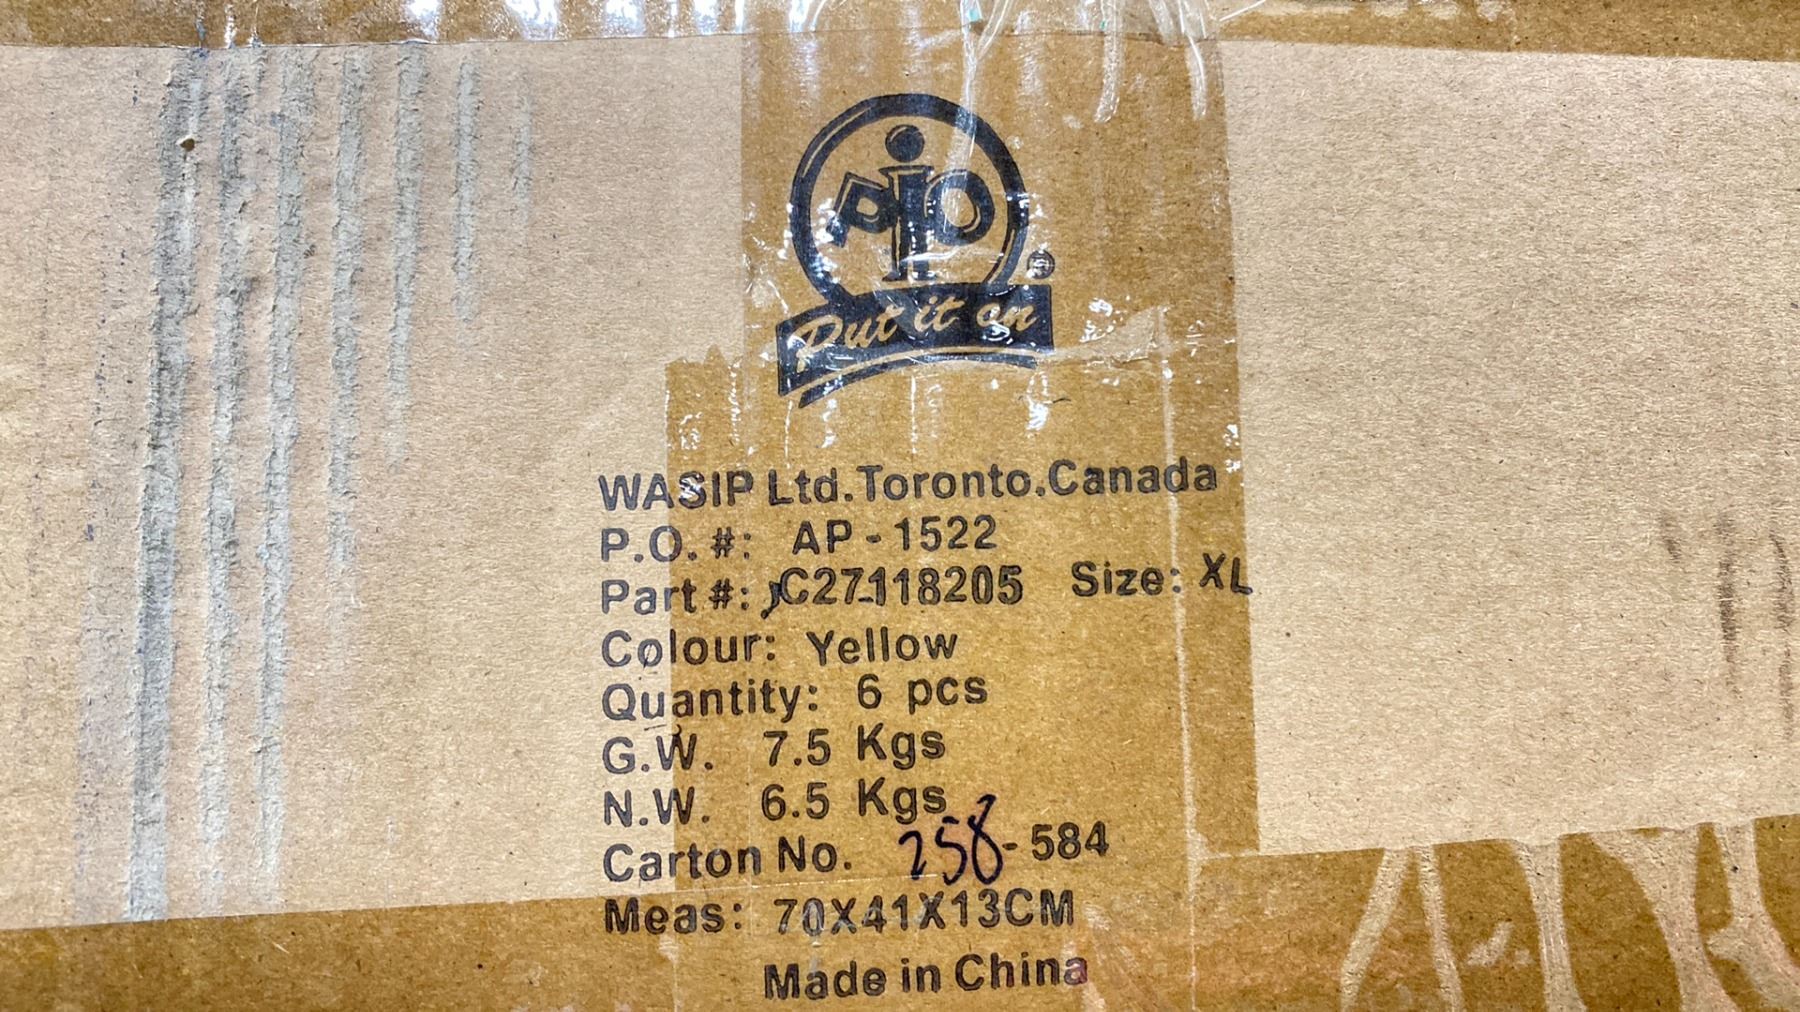 PiO
Put it on
WASIP Ltd.Toronto.Canada
P.O. #: AP-1522
Part #: C27118205 Size: XL
Colour: Yellow
Quantity: 6 pcs
G.W. 7.5 Kgs
N.W. 6.5 Kgs
Carton No. 258-584
Meas: 70X41X13CM
Made in China